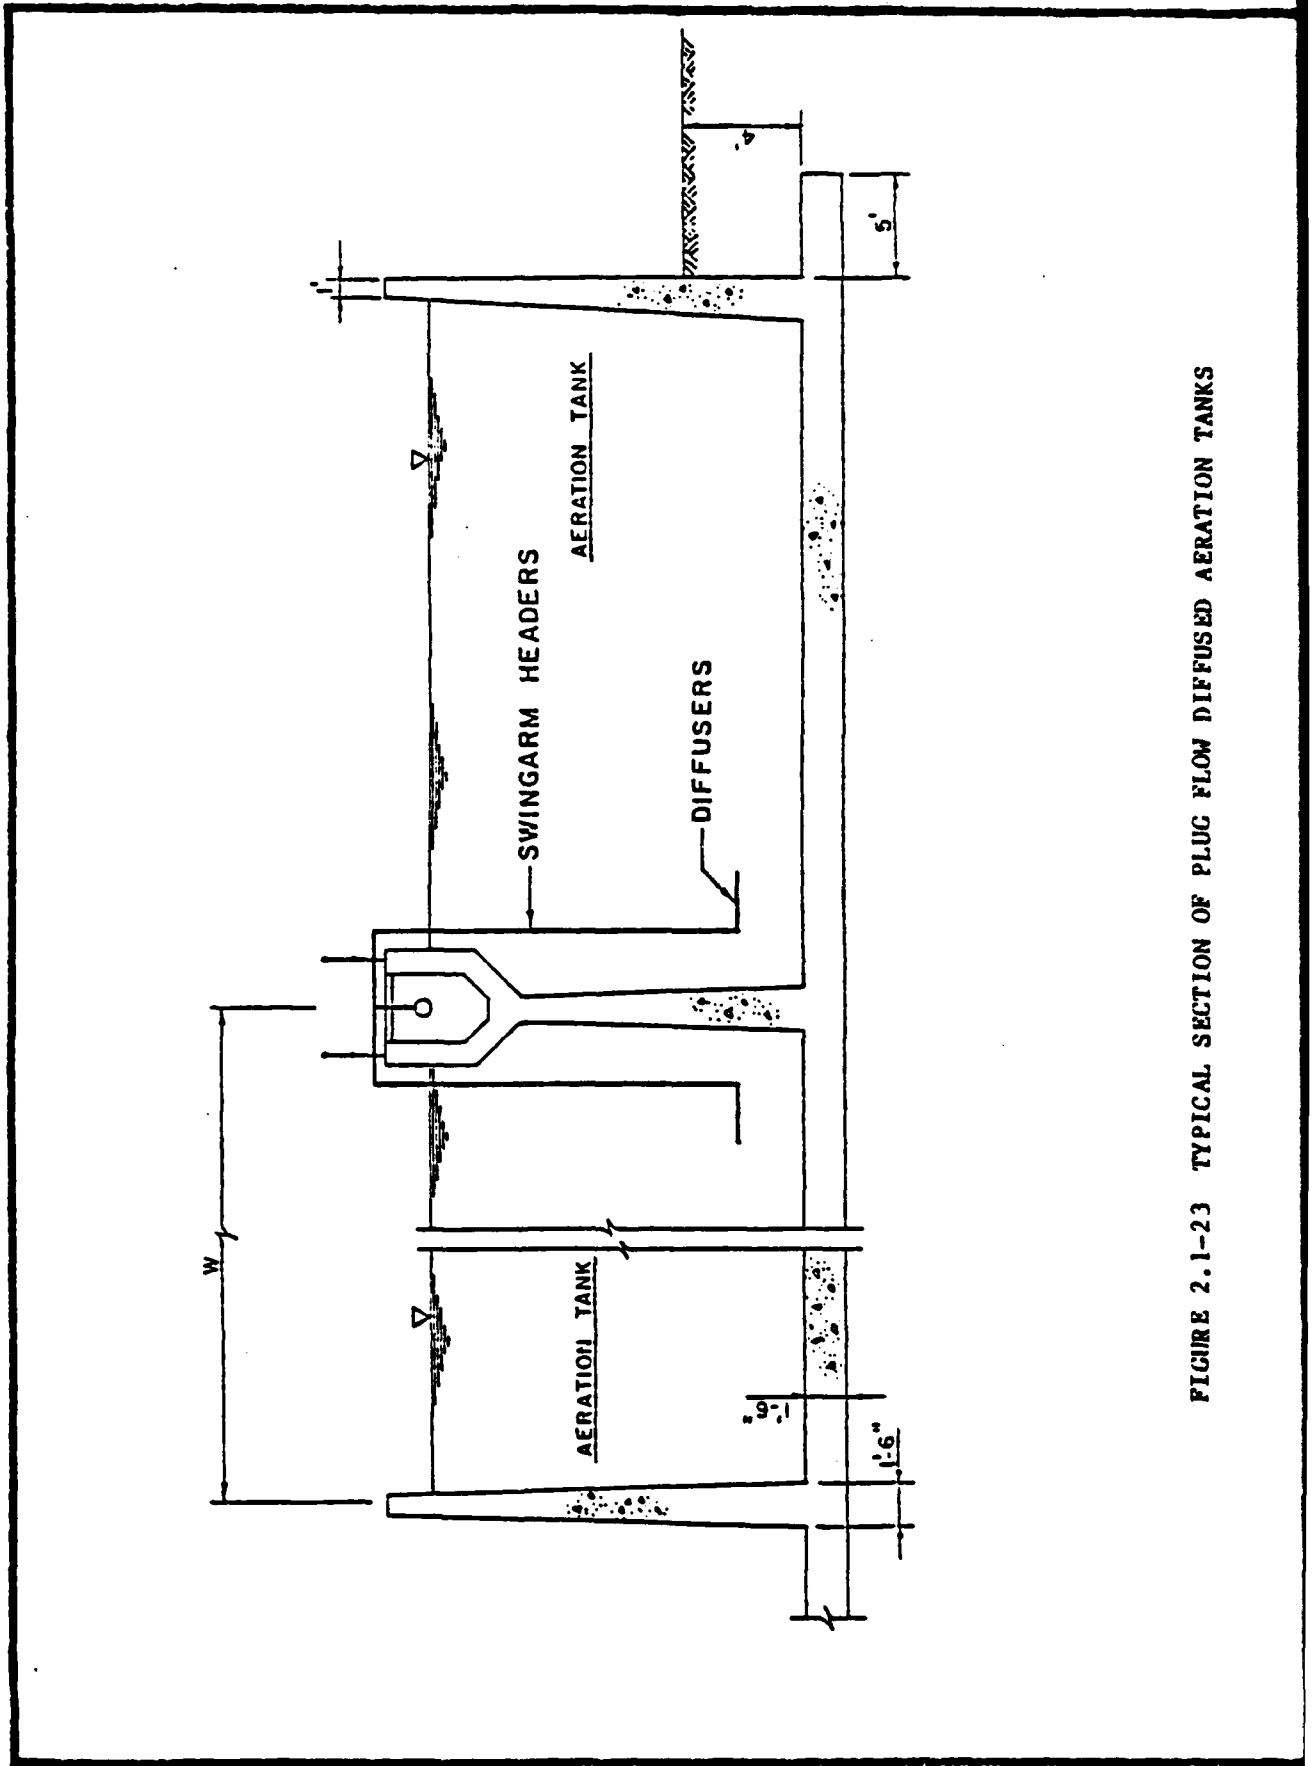 W
1'
SWINGARM HEADERS
AERATION TANK
AERATION TANK
DIFFUSERS
4'
1'-6"
1'-6"
5'
FIGURE 2.1-23 TYPICAL SECTION OF PLUG FLOW DIFFUSED AERATION TANKS